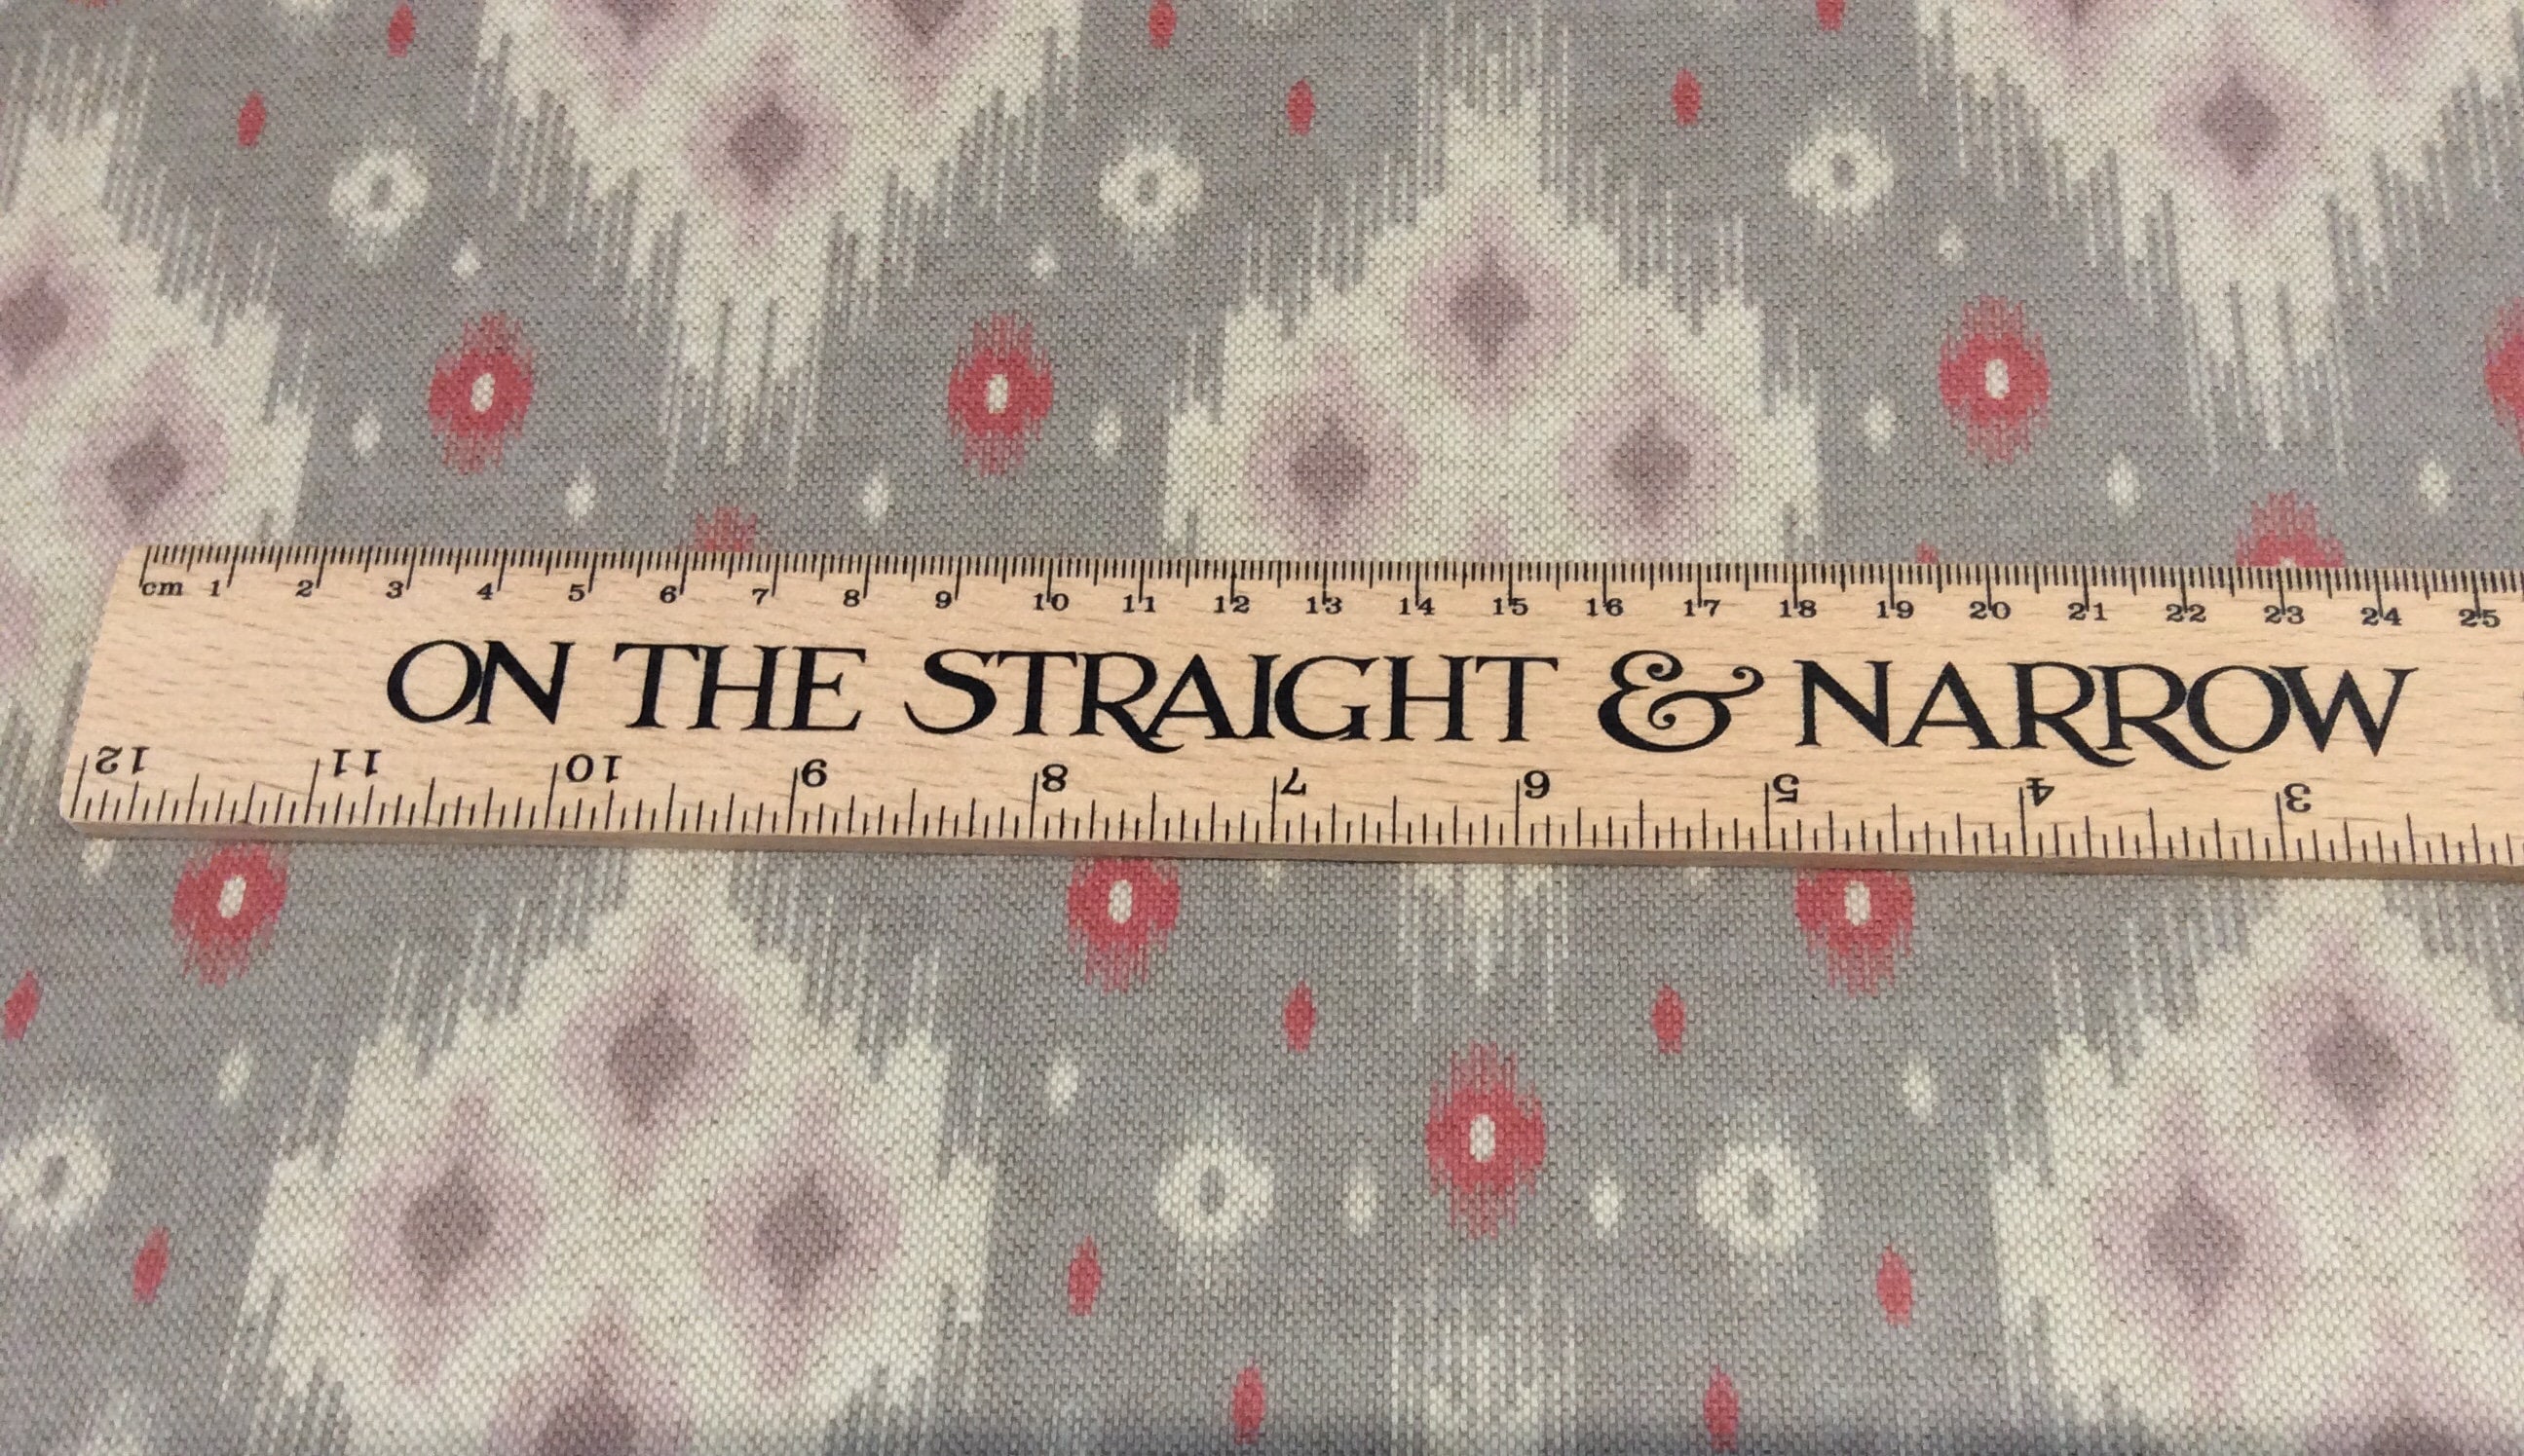 cm 1 2 3 4 5 6 7 8 9 10 11 12 13 14 15 16 17 18 19 20 21 22 23 24 25
ON THE STRAIGHT & NARROW
12 11 10 9 8 7 6 5 4 3